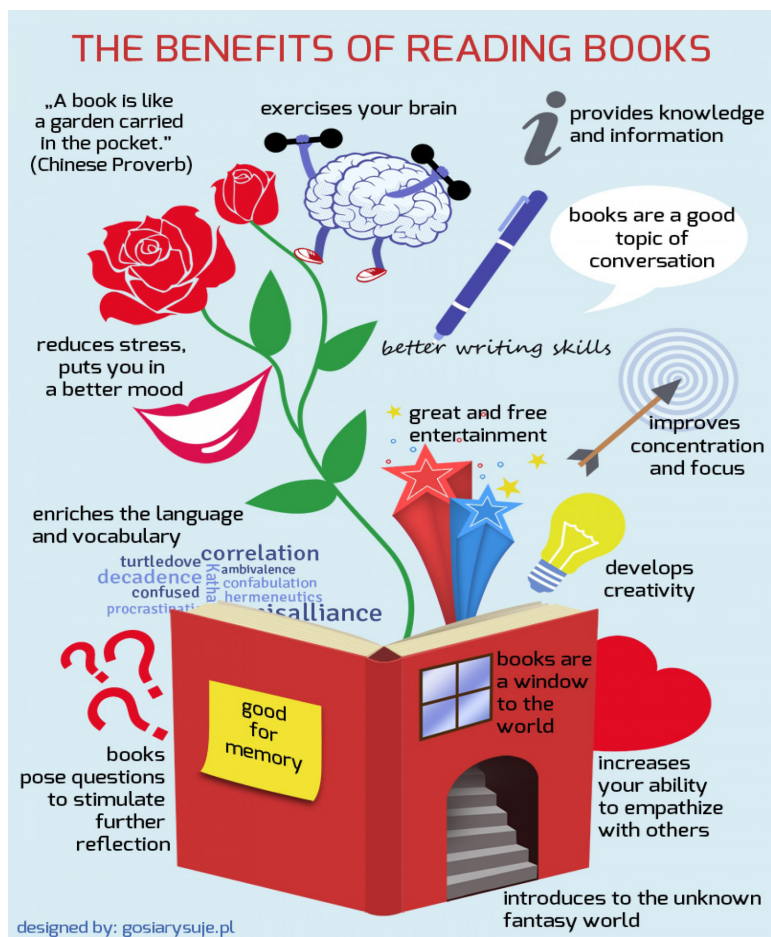 THE BENEFITS OF READING BOOKS
„A book is like
a garden carried
in the pocket.”
(Chinese Proverb)
exercises your brain
provides knowledge
and information
books are a good
topic of
conversation
reduces stress,
puts you in
a better mood
better writing skills
improves
concentration
and focus
great and free
entertainment
enriches the language
and vocabulary
turtledove
correlation
decadence
ambivalence
confused
Katha
confabulation
procrastinati
hermeneutics
isalliance
develops
creativity
books are
a window
to the
world
good
for
memory
books
pose questions
to stimulate
further
reflection
increases
your ability
to empathize
with others
introduces to the unknown
fantasy world
designed by: gosiarysuje.pl